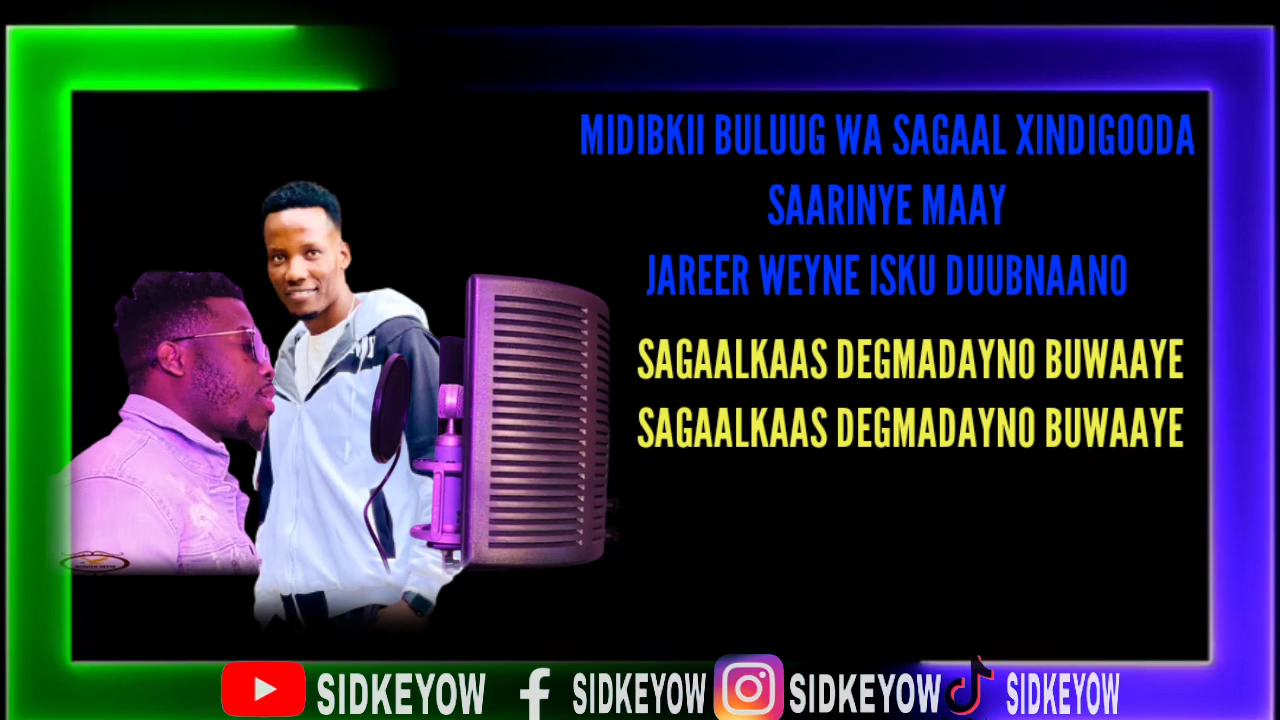 MIDIBKII BULUUG WA SAGAAL XINDIGOODA
SAARINYE MAAY
JAREER WEYNE ISKU DUUBNAANO
SAGAALKAAS DEGMADAYNO BUWAAYE
SAGAALKAAS DEGMADAYNO BUWAAYE
SIDKEYOW SIDKEYOW SIDKEYOW SIDKEYOW